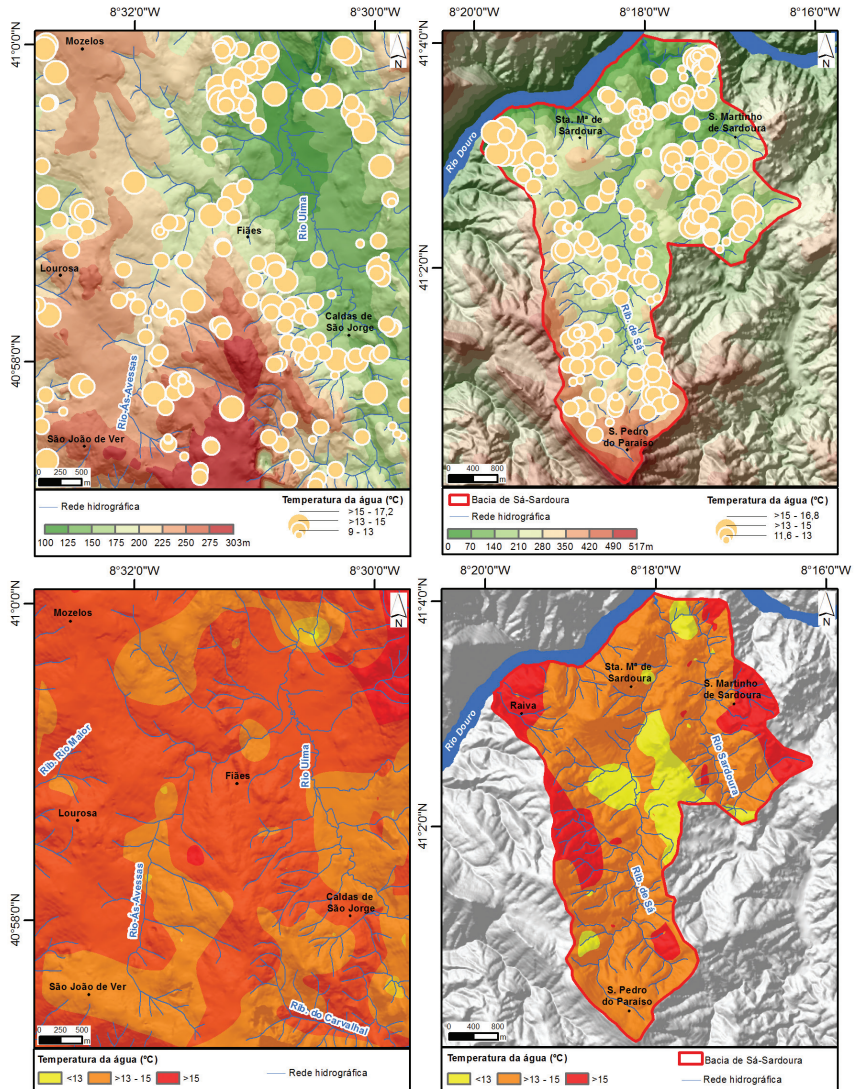 8°32'0"W
8°30'0"W
41°0'0"N
40°58'0"N
Mozelos
N
Rio Uíma
Fiães
Lourosa
Caldas de
São Jorge
Rio-Ás-Avessas
São João de Ver
0 250 500
m
Rede hidrográfica
100 125 150 175 200 225 250 275 303m
Temperatura da água (ºC)
>15 - 17,2
>13 - 15
9 - 13
8°20'0"W
8°18'0"W
8°16'0"W
41°4'0"N
41°2'0"N
N
Rio Douro
Sta. Mª de
Sardoura
S. Martinho
de Sardoura
Rib. de Sá
S. Pedro
do Paraíso
0 400 800
m
Bacia de Sá-Sardoura
Rede hidrográfica
0 70 140 210 280 350 420 490 517m
Temperatura da água (ºC)
>15 - 16,8
>13 - 15
11,6 - 13
8°32'0"W
8°30'0"W
41°0'0"N
40°58'0"N
Mozelos
N
Rib. Rio Maior
Rio Uíma
Fiães
Lourosa
Rio-Ás-Avessas
Caldas de
São Jorge
São João de Ver
Rib. do Carvalhal
0 250 500
m
Temperatura da água (ºC)
<13
>13 - 15
>15
Rede hidrográfica
8°20'0"W
8°18'0"W
8°16'0"W
41°4'0"N
41°2'0"N
N
Rio Douro
Sta. Mª de
Sardoura
S. Martinho
de Sardoura
Raiva
Rio Sardoura
Rib. de Sá
S. Pedro
do Paraíso
0 400 800
m
Temperatura da água (ºC)
<13
>13 - 15
>15
Bacia de Sá-Sardoura
Rede hidrográfica